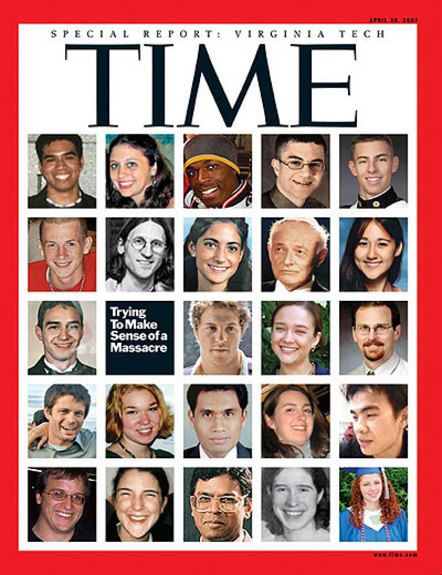 APRIL 30, 2007
SPECIAL REPORT: VIRGINIA TECH
TIME
Trying
To Make
Sense of a
Massacre
www.time.com